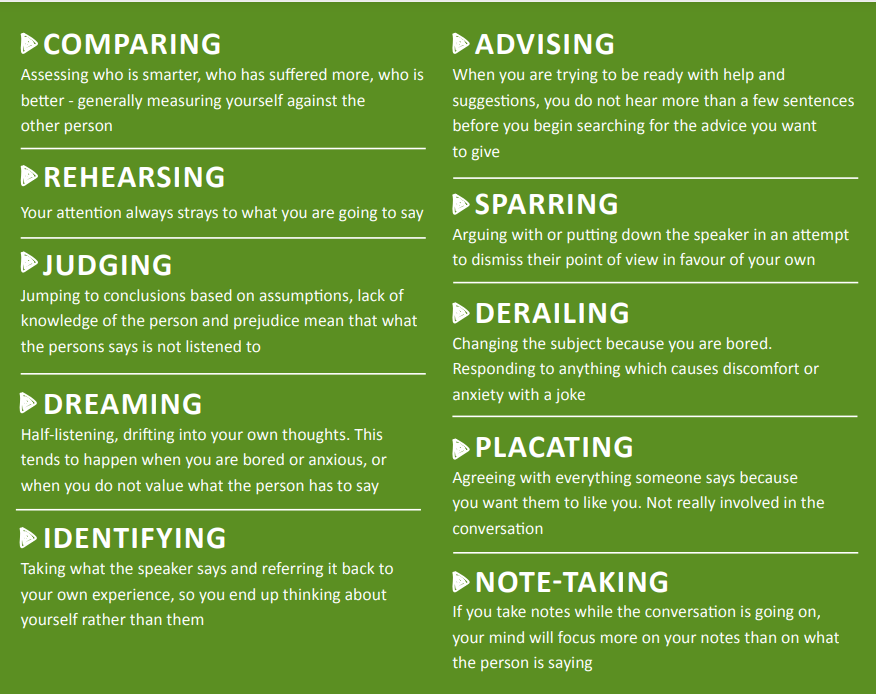 COMPARING
Assessing who is smarter, who has suffered more, who is
better - generally measuring yourself against the
other person
REHEARSING
Your attention always strays to what you are going to say
JUDGING
Jumping to conclusions based on assumptions, lack of
knowledge of the person and prejudice mean that what
the persons says is not listened to
DREAMING
Half-listening, drifting into your own thoughts. This
tends to happen when you are bored or anxious, or
when you do not value what the person has to say
IDENTIFYING
Taking what the speaker says and referring it back to
your own experience, so you end up thinking about
yourself rather than them
ADVISING
When you are trying to be ready with help and
suggestions, you do not hear more than a few sentences
before you begin searching for the advice you want
to give
SPARRING
Arguing with or putting down the speaker in an attempt
to dismiss their point of view in favour of your own
DERAILING
Changing the subject because you are bored.
Responding to anything which causes discomfort or
anxiety with a joke
PLACATING
Agreeing with everything someone says because
you want them to like you. Not really involved in the
conversation
NOTE-TAKING
If you take notes while the conversation is going on,
your mind will focus more on your notes than on what
the person is saying